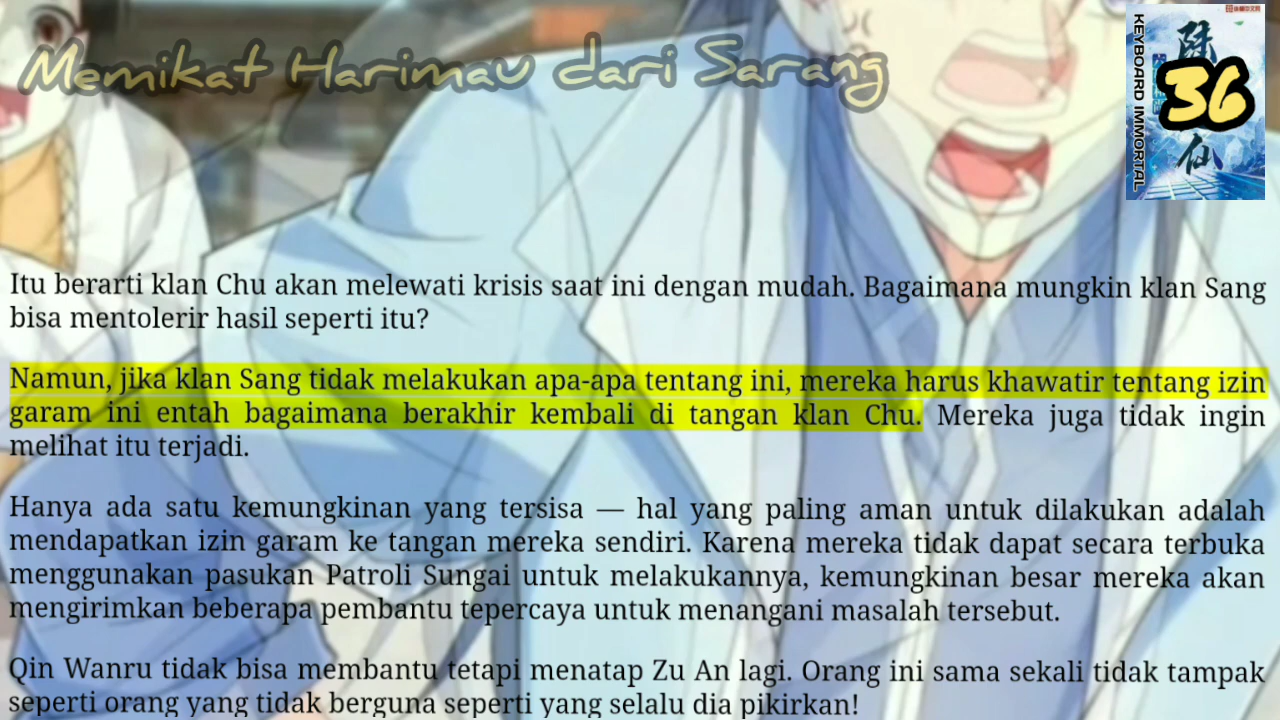 Memikat Harimau dari Sarang
KEYBOARD IMMORTAL
36
仙
Itu berarti klan Chu akan melewati krisis saat ini dengan mudah. Bagaimana mungkin klan Sang
bisa mentolerir hasil seperti itu?
Namun, jika klan Sang tidak melakukan apa-apa tentang ini, mereka harus khawatir tentang izin
garam ini entah bagaimana berakhir kembali di tangan klan Chu. Mereka juga tidak ingin
melihat itu terjadi.
Hanya ada satu kemungkinan yang tersisa — hal yang paling aman untuk dilakukan adalah
mendapatkan izin garam ke tangan mereka sendiri. Karena mereka tidak dapat secara terbuka
menggunakan pasukan Patroli Sungai untuk melakukannya, kemungkinan besar mereka akan
mengirimkan beberapa pembantu tepercaya untuk menangani masalah tersebut.
Qin Wanru tidak bisa membantu tetapi menatap Zu An lagi. Orang ini sama sekali tidak tampak
seperti orang yang tidak berguna seperti yang selalu dia pikirkan!